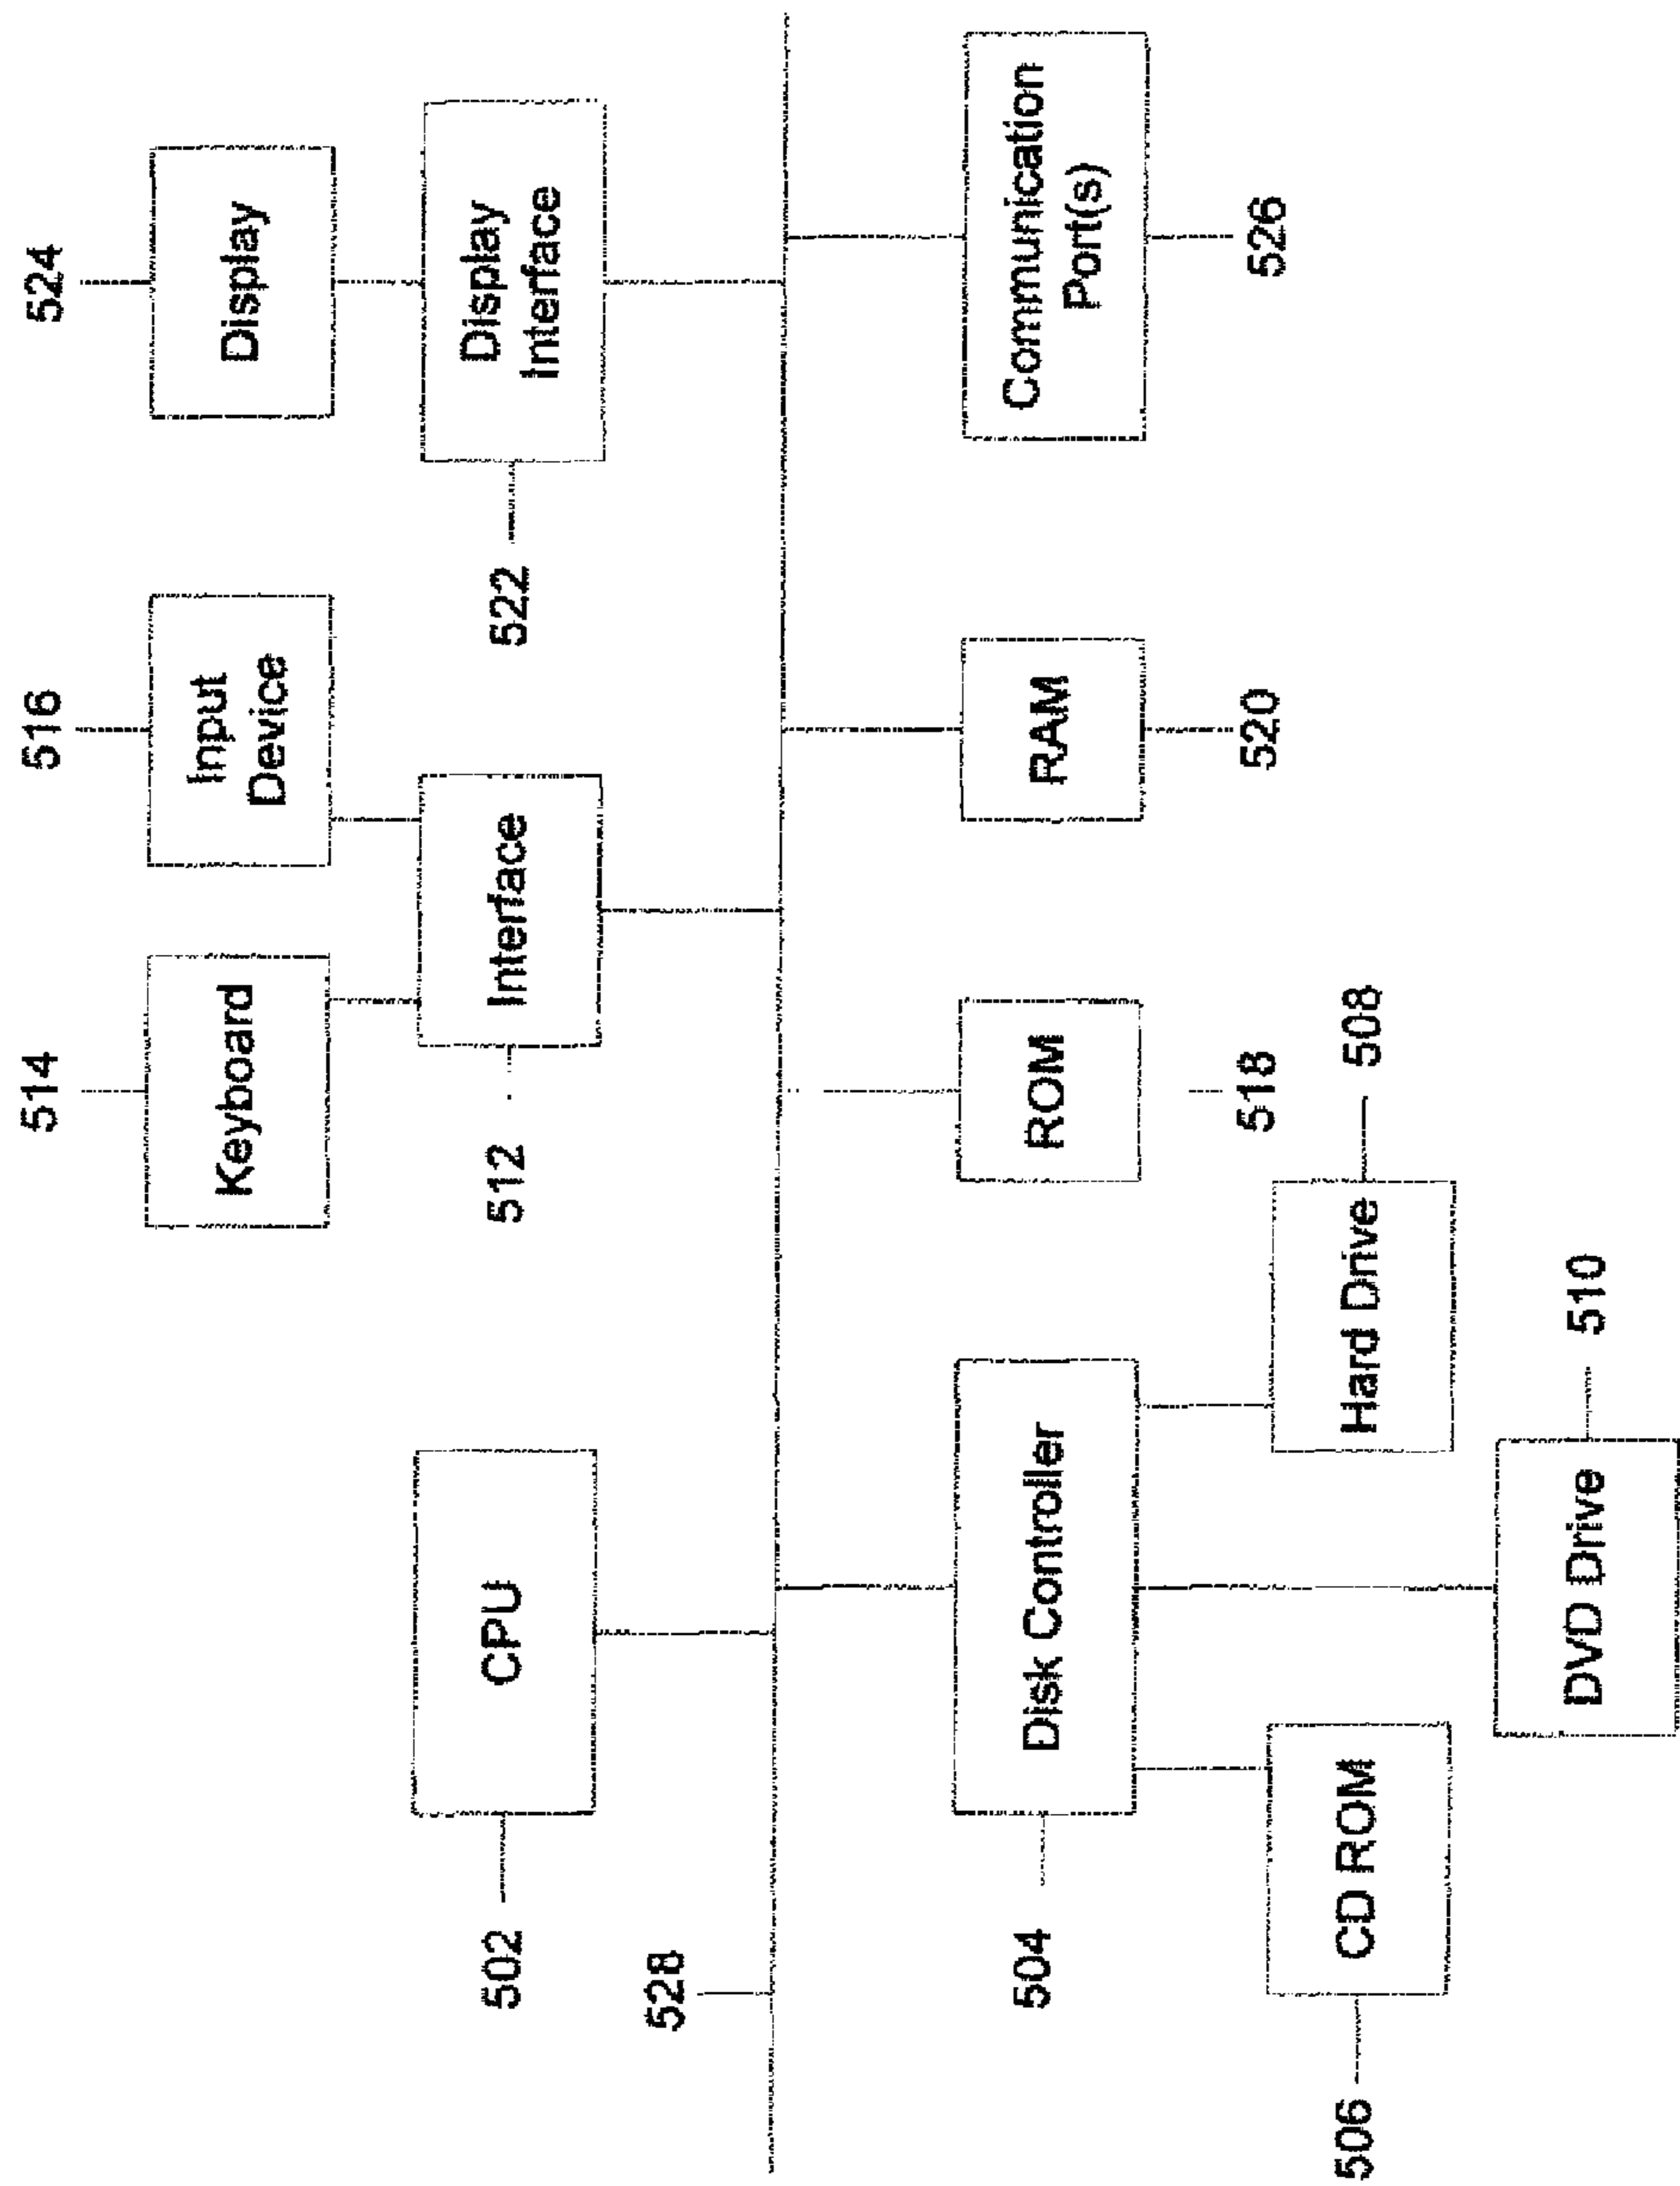 514
516
524
Keyboard
Input
Device
Display
502
CPU
512
Interface
522
Display
Interface
528
504
Disk Controller
ROM
RAM
Communication
Port(s)
518
520
526
506
CD ROM
Hard Drive
508
DVD Drive
510